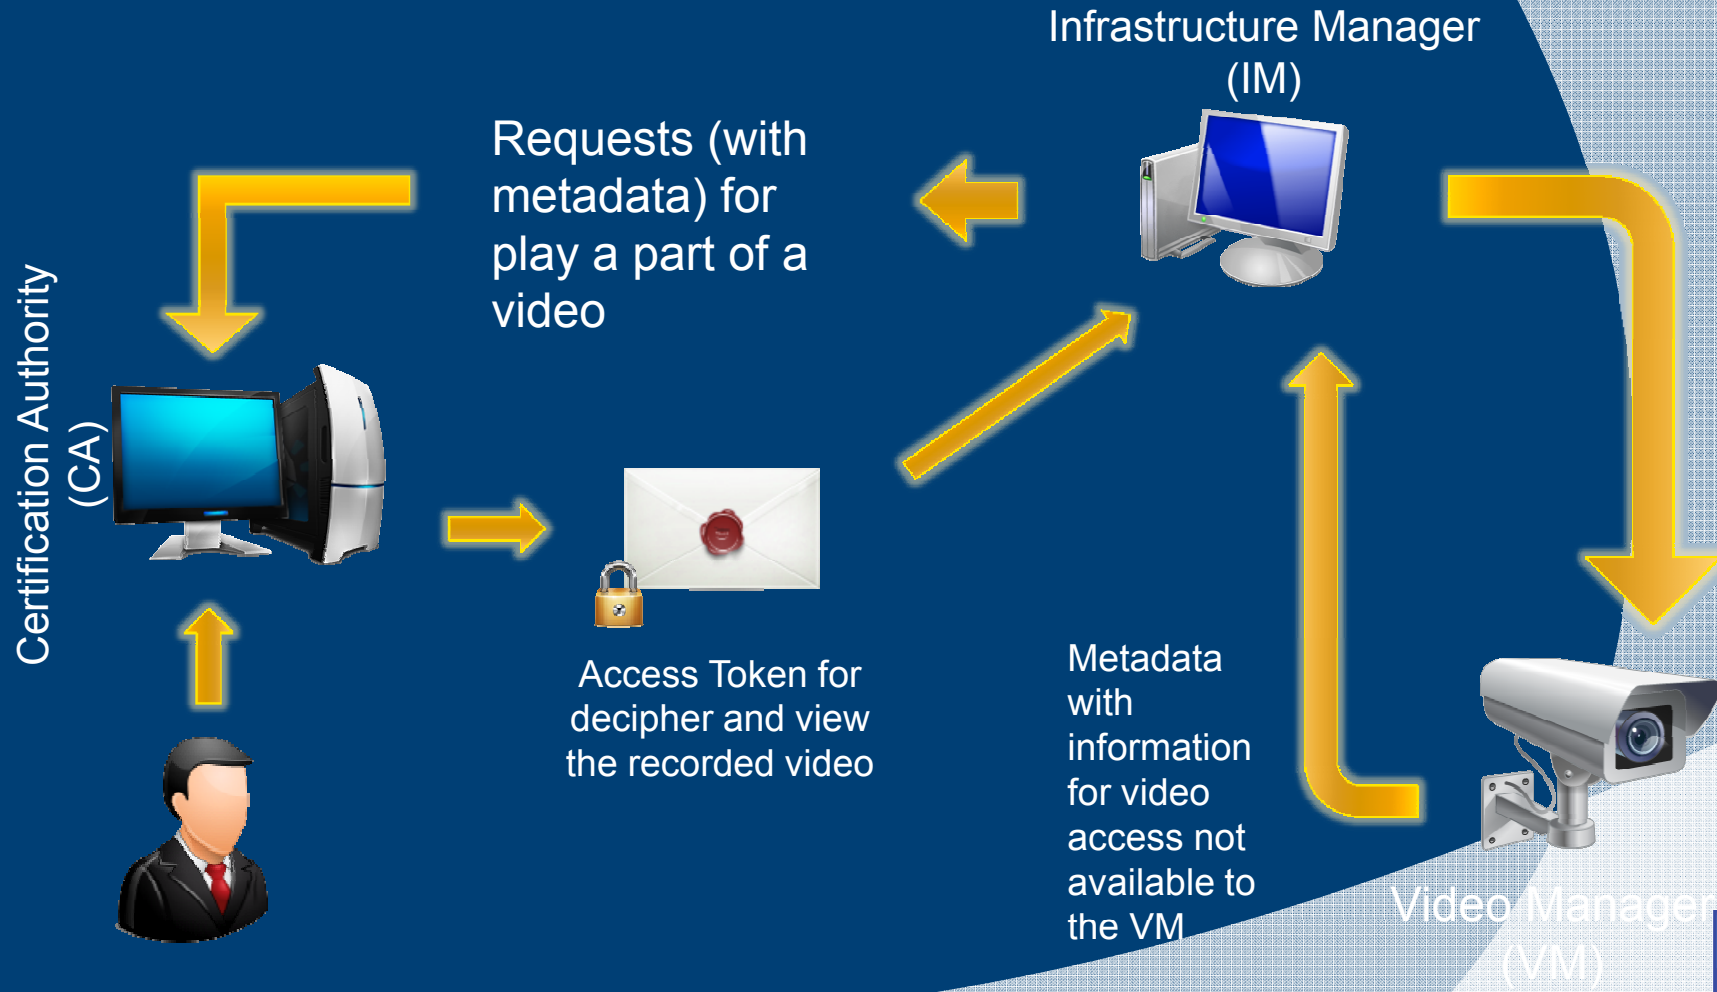 Infrastructure Manager
(IM)
Requests (with
metadata) for
play a part of a
video
Certification Authority
(CA)
Access Token for
decipher and view
the recorded video
Metadata
with
information
for video
access not
available to
the VM
Video Manager
(VM)